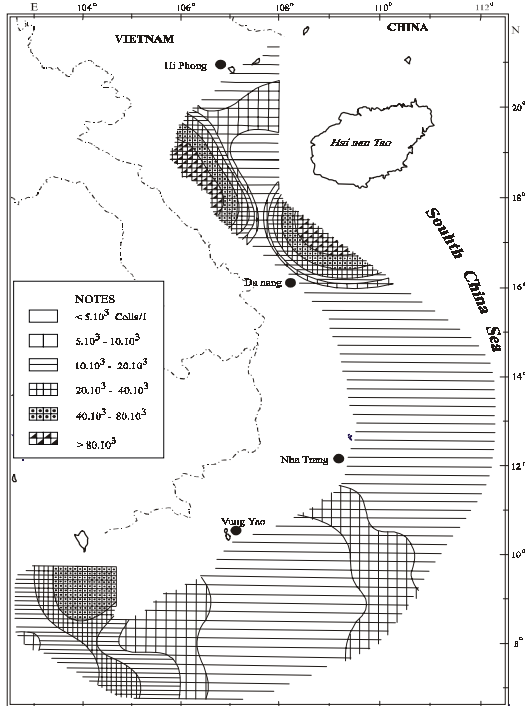 E 104° 106° 108° 110° 112°
N
VIETNAM
CHINA
Hi Phong
20°
Hai nan Tao
18°
Souhth China Sea
Da nang
16°
NOTES
< 5.10³ Cells/l
5.10³ - 10.10³
10.10³ - 20.10³
20.10³ - 40.10³
40.10³ - 80.10³
> 80.10³
14°
Nha Trang
12°
Vung Yao
10°
8°